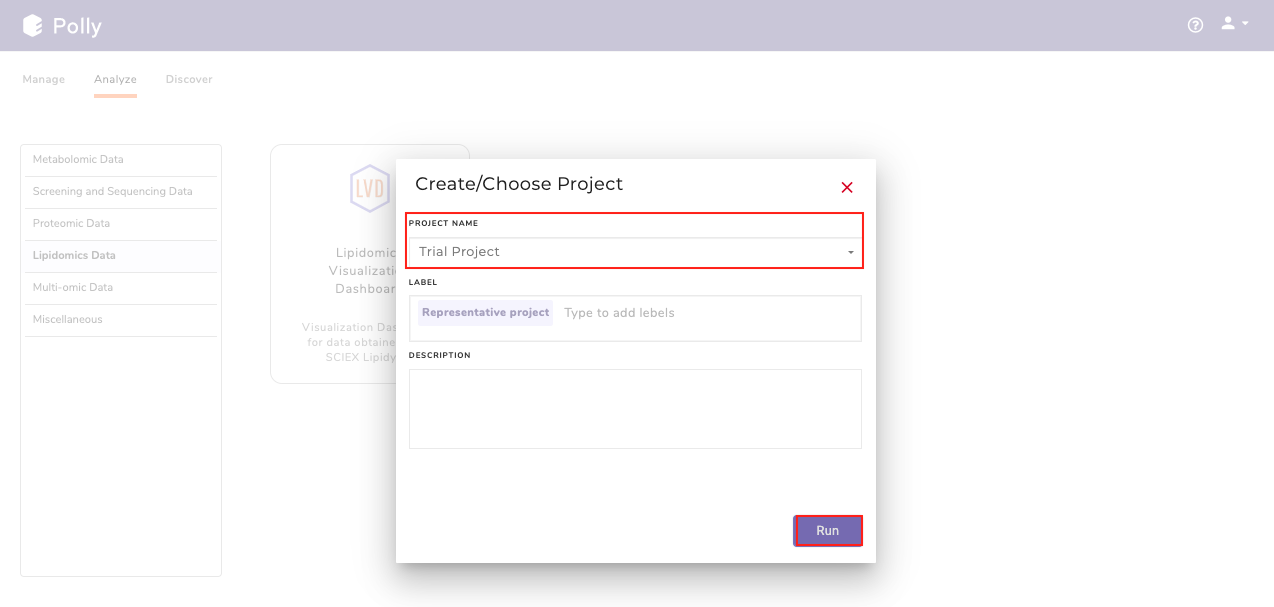 Polly
Manage Analyze Discover
Metabolomic Data
Screening and Sequencing Data
Proteomic Data
Lipidomics Data
Multi-omic Data
Miscellaneous
LVD
Lipidomic
Visualizati
Dashboar
Visualization Das
for data obtaine
SCIEX Lipidy
Create/Choose Project
PROJECT NAME
Trial Project
LABEL
Representative project Type to add lebels
DESCRIPTION
Run